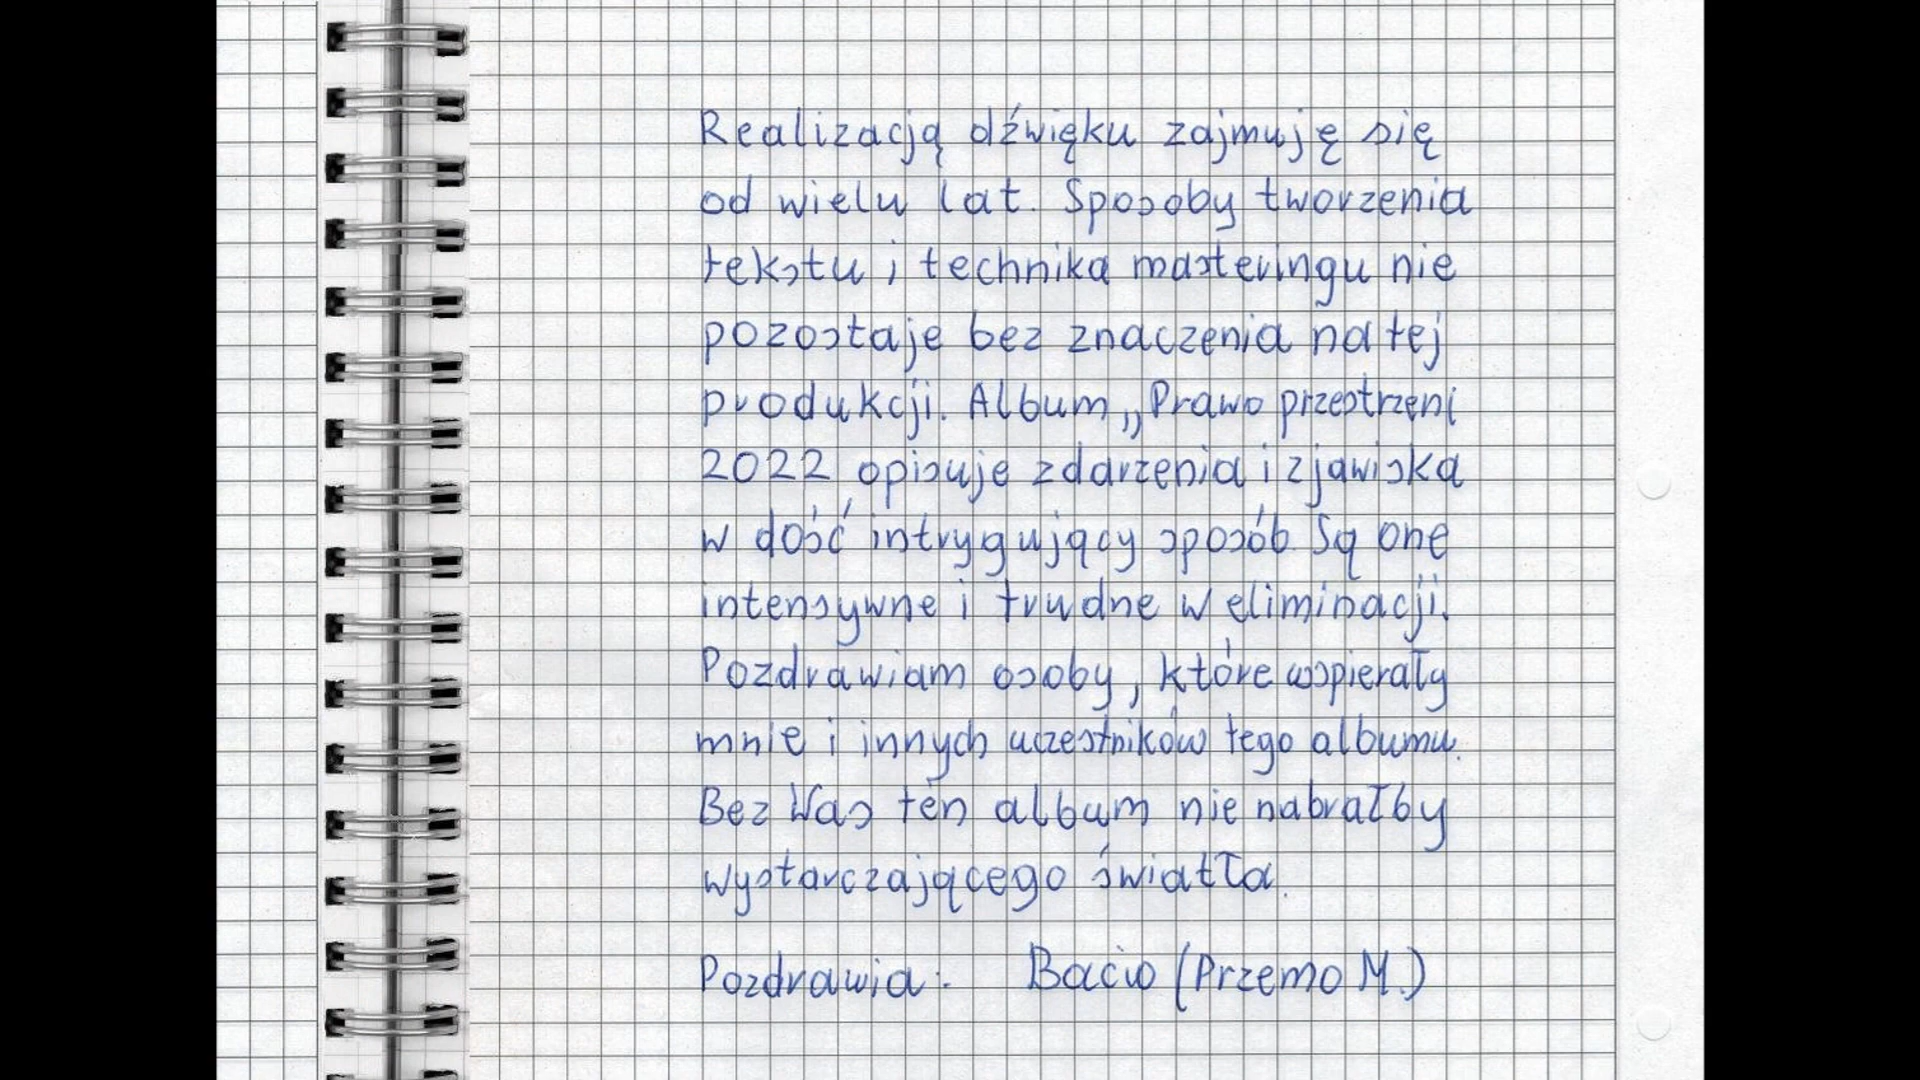 Realizacją dźwięku zajmuję się
od wielu lat. Sposoby tworzenia
tekstu i technika masteringu nie
pozostaje bez znaczenia na tej
produkcji. Album „Prawo przestrzeni
2022 opisuje zdarzenia i zjawiska
w dość intrygujący sposób. Są one
intensywne i trudne w eliminacji.
Pozdrawiam osoby, które wspierały
mnie i innych uczestników tego albumu.
Bez Was ten album nie nabrałby
wystarczającego światła.
Pozdrawia: Bacio (Przemo M.)